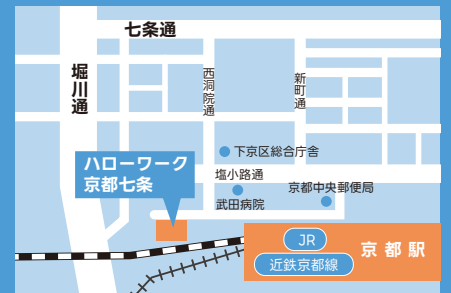 七条通
堀川通
西洞院通
新町通
下京区総合庁舎
ハローワーク
京都七条
塩小路通
京都中央郵便局
武田病院
JR
京都駅
近鉄京都線